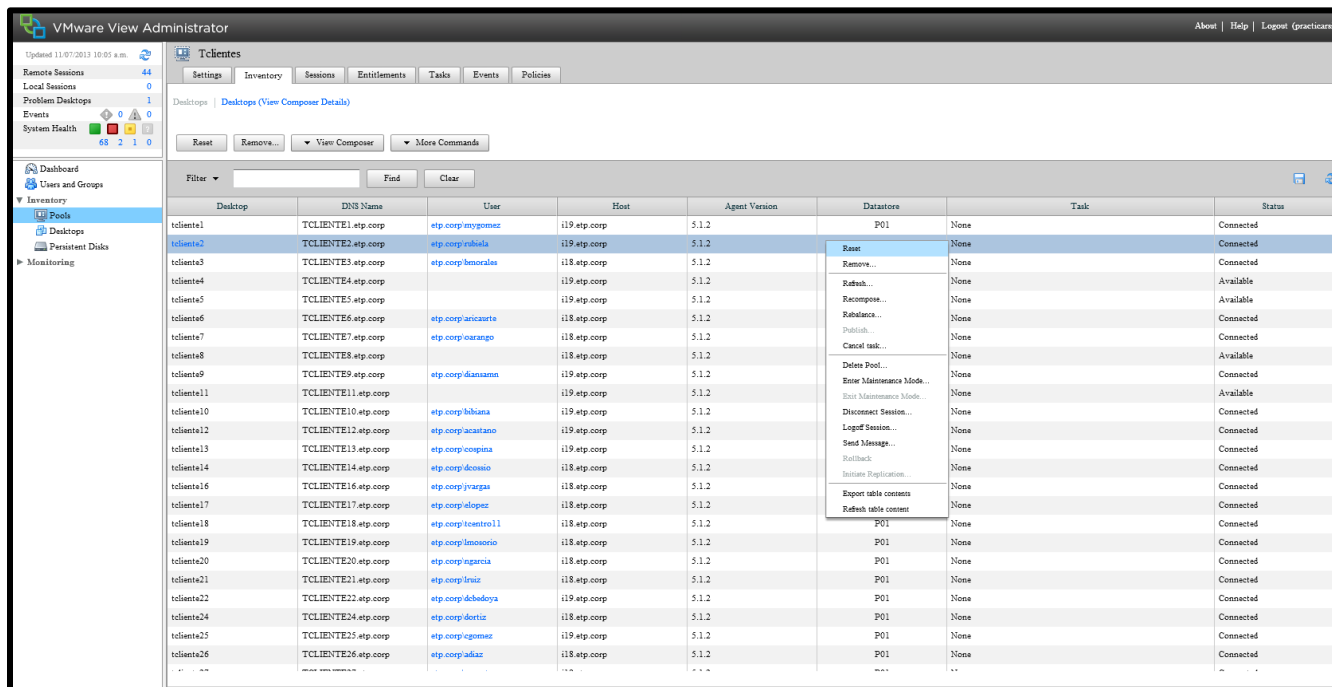 VMware View Administrator
About | Help | Logout (practicars
Updated 11/07/2013 10:05 a.m.
Remote Sessions 44
Local Sessions 0
Problem Desktops 1
Events 0 0
System Health
68 2 1 0
Dashboard
Users and Groups
Inventory
Pools
Desktops
Persistent Disks
Monitoring
Tclientes
Settings Inventory Sessions Entitlements Tasks Events Policies
Desktops | Desktops (View Composer Details)
Reset Remove... View Composer More Commands
Filter Find Clear
Desktop DNS Name User Host Agent Version Datastore Task Status
tcliente1 TCLIENTE1.etp.corp etp.corp\mygomez i19.etp.corp 5.1.2 P01 None Connected
tcliente2 TCLIENTE2.etp.corp etp.corp\rubiela i19.etp.corp 5.1.2 None Connected
tcliente3 TCLIENTE3.etp.corp etp.corp\bmorales i18.etp.corp 5.1.2 None Connected
tcliente4 TCLIENTE4.etp.corp i19.etp.corp 5.1.2 None Available
tcliente5 TCLIENTE5.etp.corp i19.etp.corp 5.1.2 None Available
tcliente6 TCLIENTE6.etp.corp etp.corp\aricaurte i18.etp.corp 5.1.2 None Connected
tcliente7 TCLIENTE7.etp.corp etp.corp\oarango i18.etp.corp 5.1.2 None Connected
tcliente8 TCLIENTE8.etp.corp i18.etp.corp 5.1.2 None Available
tcliente9 TCLIENTE9.etp.corp etp.corp\diansamn i19.etp.corp 5.1.2 None Connected
tcliente11 TCLIENTE11.etp.corp i19.etp.corp 5.1.2 None Available
tcliente10 TCLIENTE10.etp.corp etp.corp\bibiana i19.etp.corp 5.1.2 None Connected
tcliente12 TCLIENTE12.etp.corp etp.corp\acastano i19.etp.corp 5.1.2 None Connected
tcliente13 TCLIENTE13.etp.corp etp.corp\cospina i19.etp.corp 5.1.2 None Connected
tcliente14 TCLIENTE14.etp.corp etp.corp\dcossio i18.etp.corp 5.1.2 None Connected
tcliente16 TCLIENTE16.etp.corp etp.corp\jvargas i18.etp.corp 5.1.2 None Connected
tcliente17 TCLIENTE17.etp.corp etp.corp\elopez i18.etp.corp 5.1.2 None Connected
tcliente18 TCLIENTE18.etp.corp etp.corp\tcentro11 i18.etp.corp 5.1.2 P01 None Connected
tcliente19 TCLIENTE19.etp.corp etp.corp\lmosorio i18.etp.corp 5.1.2 P01 None Connected
tcliente20 TCLIENTE20.etp.corp etp.corp\ngarcia i18.etp.corp 5.1.2 P01 None Connected
tcliente21 TCLIENTE21.etp.corp etp.corp\lruiz i18.etp.corp 5.1.2 P01 None Connected
tcliente22 TCLIENTE22.etp.corp etp.corp\dcbedoya i19.etp.corp 5.1.2 P01 None Connected
tcliente24 TCLIENTE24.etp.corp etp.corp\dortiz i18.etp.corp 5.1.2 P01 None Connected
tcliente25 TCLIENTE25.etp.corp etp.corp\cgomez i19.etp.corp 5.1.2 P01 None Connected
tcliente26 TCLIENTE26.etp.corp etp.corp\adiaz i18.etp.corp 5.1.2 P01 None Connected
Reset
Remove...
Refresh...
Recompose...
Rebalance...
Publish...
Cancel task...
Delete Pool...
Enter Maintenance Mode...
Exit Maintenance Mode...
Disconnect Session...
Logoff Session...
Send Message...
Rollback
Initiate Replication...
Export table contents
Refresh table content